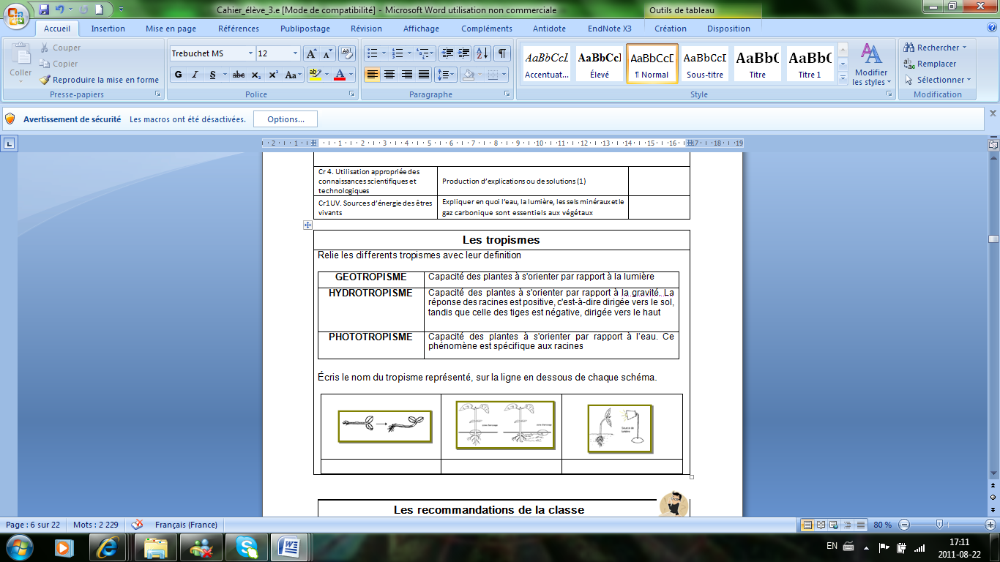 Cahier_élève_3.e [Mode de compatibilité] - Microsoft Word utilisation non commerciale
Outils de tableau
Accueil Insertion Mise en page Références Publipostage Révision Affichage Compléments Antidote EndNote X3 Création Disposition
Coller
Couper
Copier
Reproduire la mise en forme
Presse-papiers
Trebuchet MS 12
G I S abc x₂ x² Aa
Police
Paragraphe
AaBbCcI AaBbCcI AaBbCcD AaBbCcD AaBbC AaBbC
Accentuat... Élevé ¶ Normal Sous-titre Titre Titre 1
Modifier les styles
Style
Rechercher
Remplacer
Sélectionner
Modification
Avertissement de sécurité Les macros ont été désactivées. Options...
2 1 1 2 3 4 5 6 7 8 9 10 11 12 13 14 15 16 17 18 19
Cr 4. Utilisation appropriée des
connaissances scientifiques et
technologiques
Production d'explications ou de solutions (1)
Cr1UV. Sources d'énergie des êtres
vivants
Expliquer en quoi l'eau, la lumière, les sels minéraux et le
gaz carbonique sont essentiels aux végétaux
Les tropismes
Relie les differents tropismes avec leur definition
GEOTROPISME
Capacité des plantes à s'orienter par rapport à la lumière
HYDROTROPISME
Capacité des plantes à s'orienter par rapport à la gravité. La
réponse des racines est positive, c'est-à-dire dirigée vers le sol,
tandis que celle des tiges est négative, dirigée vers le haut
PHOTOTROPISME
Capacité des plantes à s'orienter par rapport à l'eau. Ce
phénomène est spécifique aux racines
Écris le nom du tropisme représenté, sur la ligne en dessous de chaque schéma.
Source de
lumière
Les recommandations de la classe
Page : 6 sur 22 Mots : 2 229 Français (France) 80 %
EN
17:11
2011-08-22